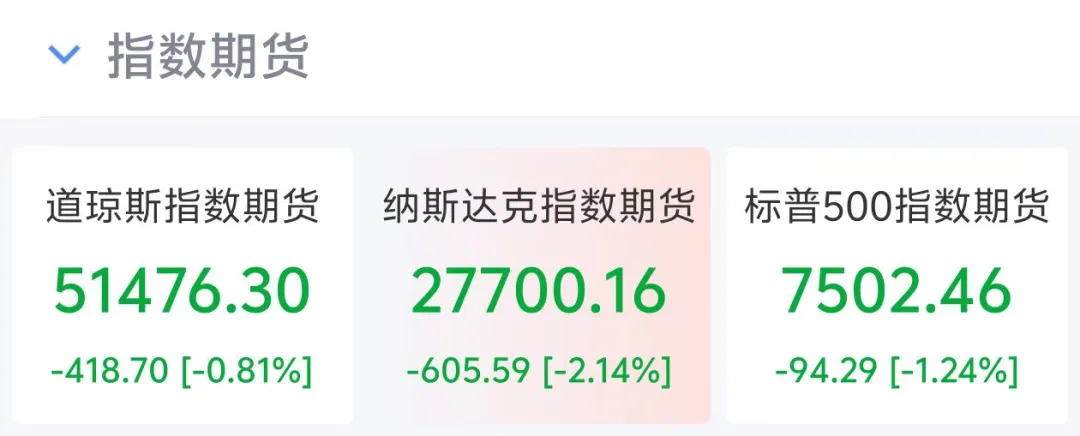 指数期货
道琼斯指数期货
51476.30
-418.70 [-0.81%]
纳斯达克指数期货
27700.16
-605.59 [-2.14%]
标普500指数期货
7502.46
-94.29 [-1.24%]